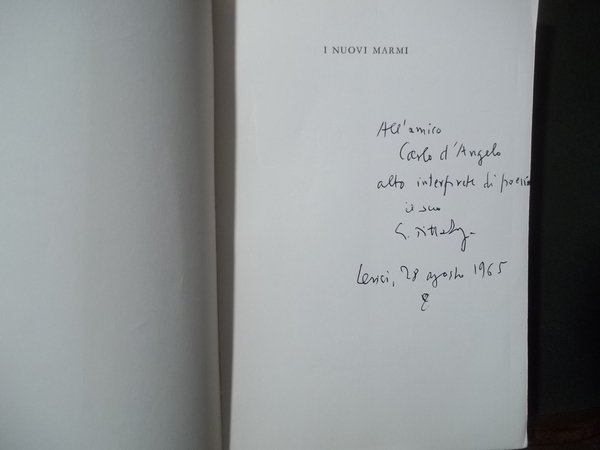 I NUOVI MARMI
All'amico
Carlo d'Angelo
alto interprete di poesia
il suo
G.
Lerici, 28 agosto 1965